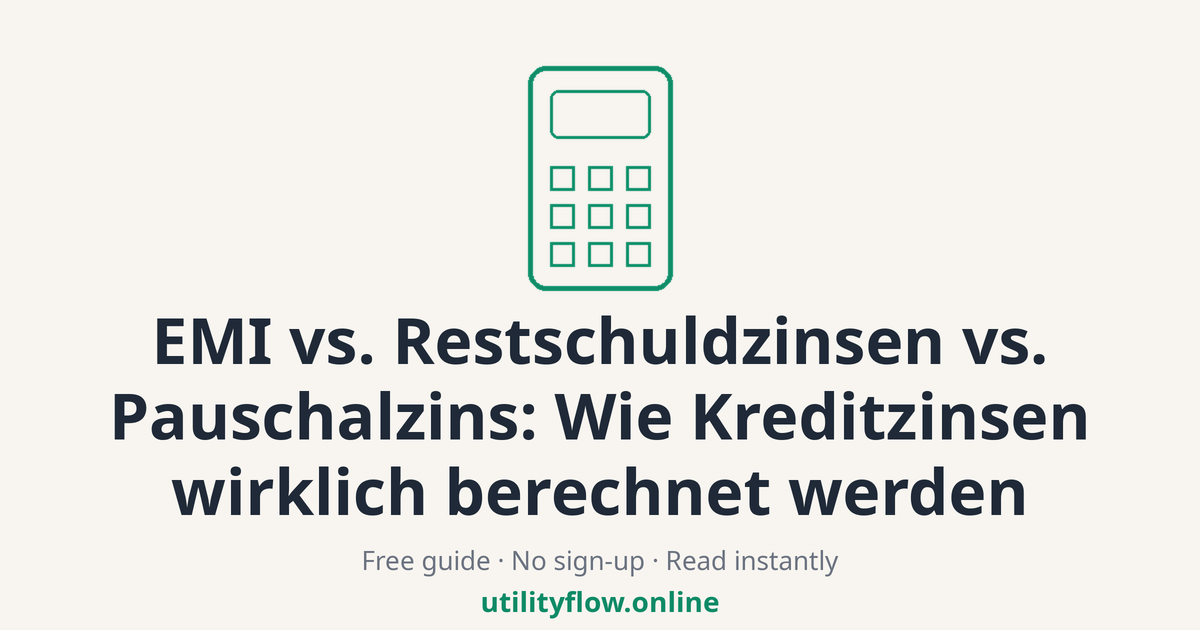 EMI vs. Restschuldzinsen vs.
Pauschalzins: Wie Kreditzinsen
wirklich berechnet werden
Free guide · No sign-up · Read instantly
utilityflow.online